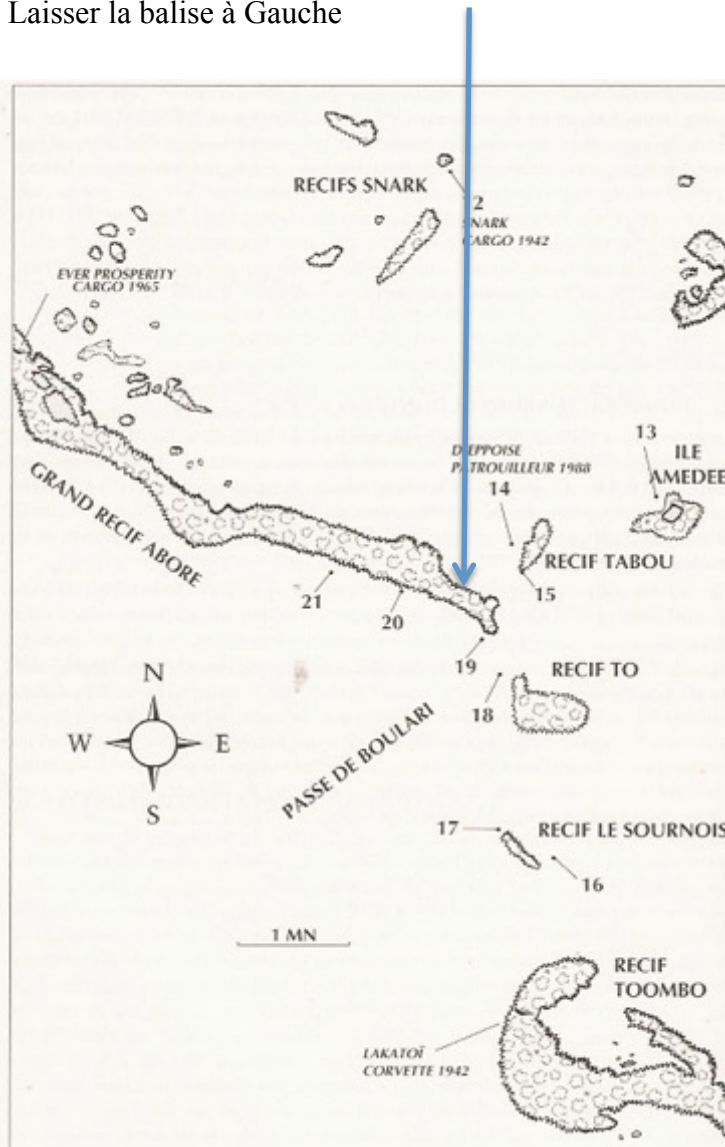 Laisser la balise à Gauche
RECIFS SNARK
2
SNARK
CARGO 1942
EVER PROSPERITY
CARGO 1965
13
ILE
AMEDEE
DIEPPOISE
PATROUILLEUR 1988
14
GRAND RECIF ABORE
RECIF TABOU
15
21
20
19
N
W
E
S
RECIF TO
18
PASSE DE BOULARI
17
RECIF LE SOURNOIS
16
1 MN
RECIF
TOOMBO
LAKATOÏ
CORVETTE 1942